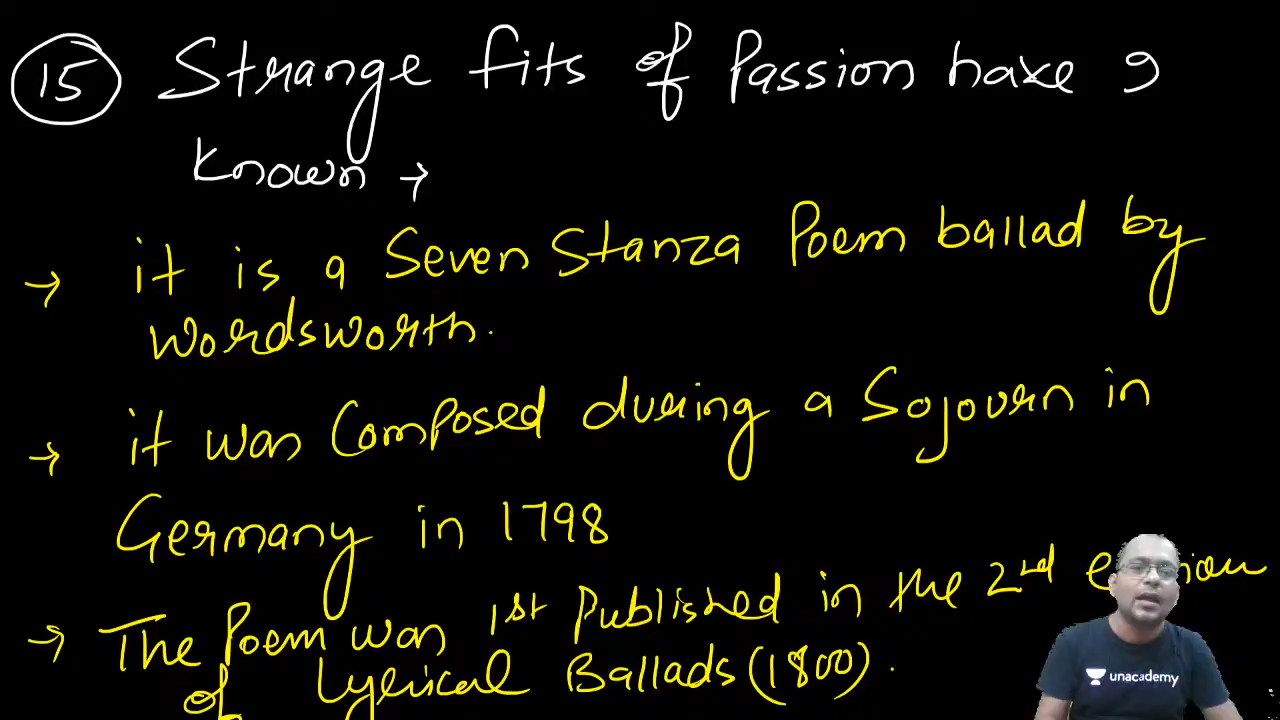 15 Strange fits of Passion have I
known →
→ it is a Seven Stanza Poem ballad by
Wordsworth.
→ it was Composed during a Sojourn in
Germany in 1798
→ The Poem was 1st Published in the 2nd
of Lyrical Ballads (1800).
unacademy